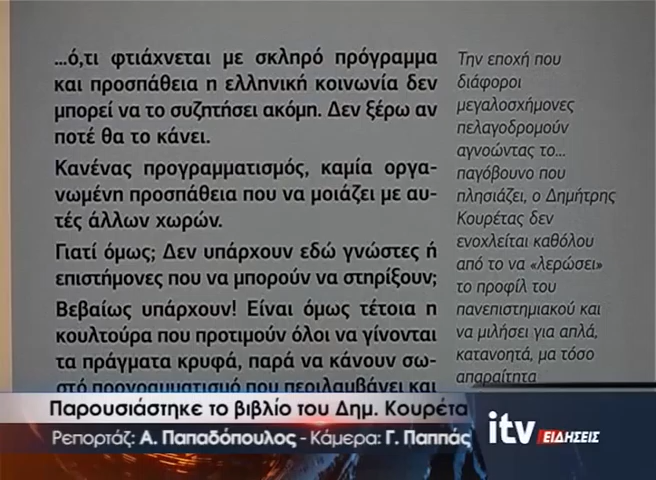 ...ό,τι φτιάχνεται με σκληρό πρόγραμμα
και προσπάθεια η ελληνική κοινωνία δεν
μπορεί να το συζητήσει ακόμη. Δεν ξέρω αν
ποτέ θα το κάνει.
Κανένας προγραμματισμός, καμία οργα-
νωμένη προσπάθεια που να μοιάζει με αυ-
τές άλλων χωρών.
Γιατί όμως; Δεν υπάρχουν εδώ γνώστες ή
επιστήμονες που να μπορούν να στηρίξουν;
Βεβαίως υπάρχουν! Είναι όμως τέτοια η
κουλτούρα που προτιμούν όλοι να γίνονται
τα πράγματα κρυφά, παρά να κάνουν σω-
στό προγραμματισμό που περιλαμβάνει και
Την εποχή που
διάφοροι
μεγαλοσχήμονες
πελαγοδρομούν
αγνοώντας το...
παγόβουνο που
πλησιάζει, ο Δημήτρης
Κουρέτας δεν
ενοχλείται καθόλου
από το να «λερώσει»
το προφίλ του
πανεπιστημιακού και
να μιλήσει για απλά,
κατανοητά, μα τόσο
απαραίτητα
Παρουσιάστηκε το βιβλίο του Δημ. Κουρέτα
Ρεπορτάζ: Α. Παπαδόπουλος - Κάμερα: Γ. Παππάς
itv ΕΙΔΗΣΕΙΣ